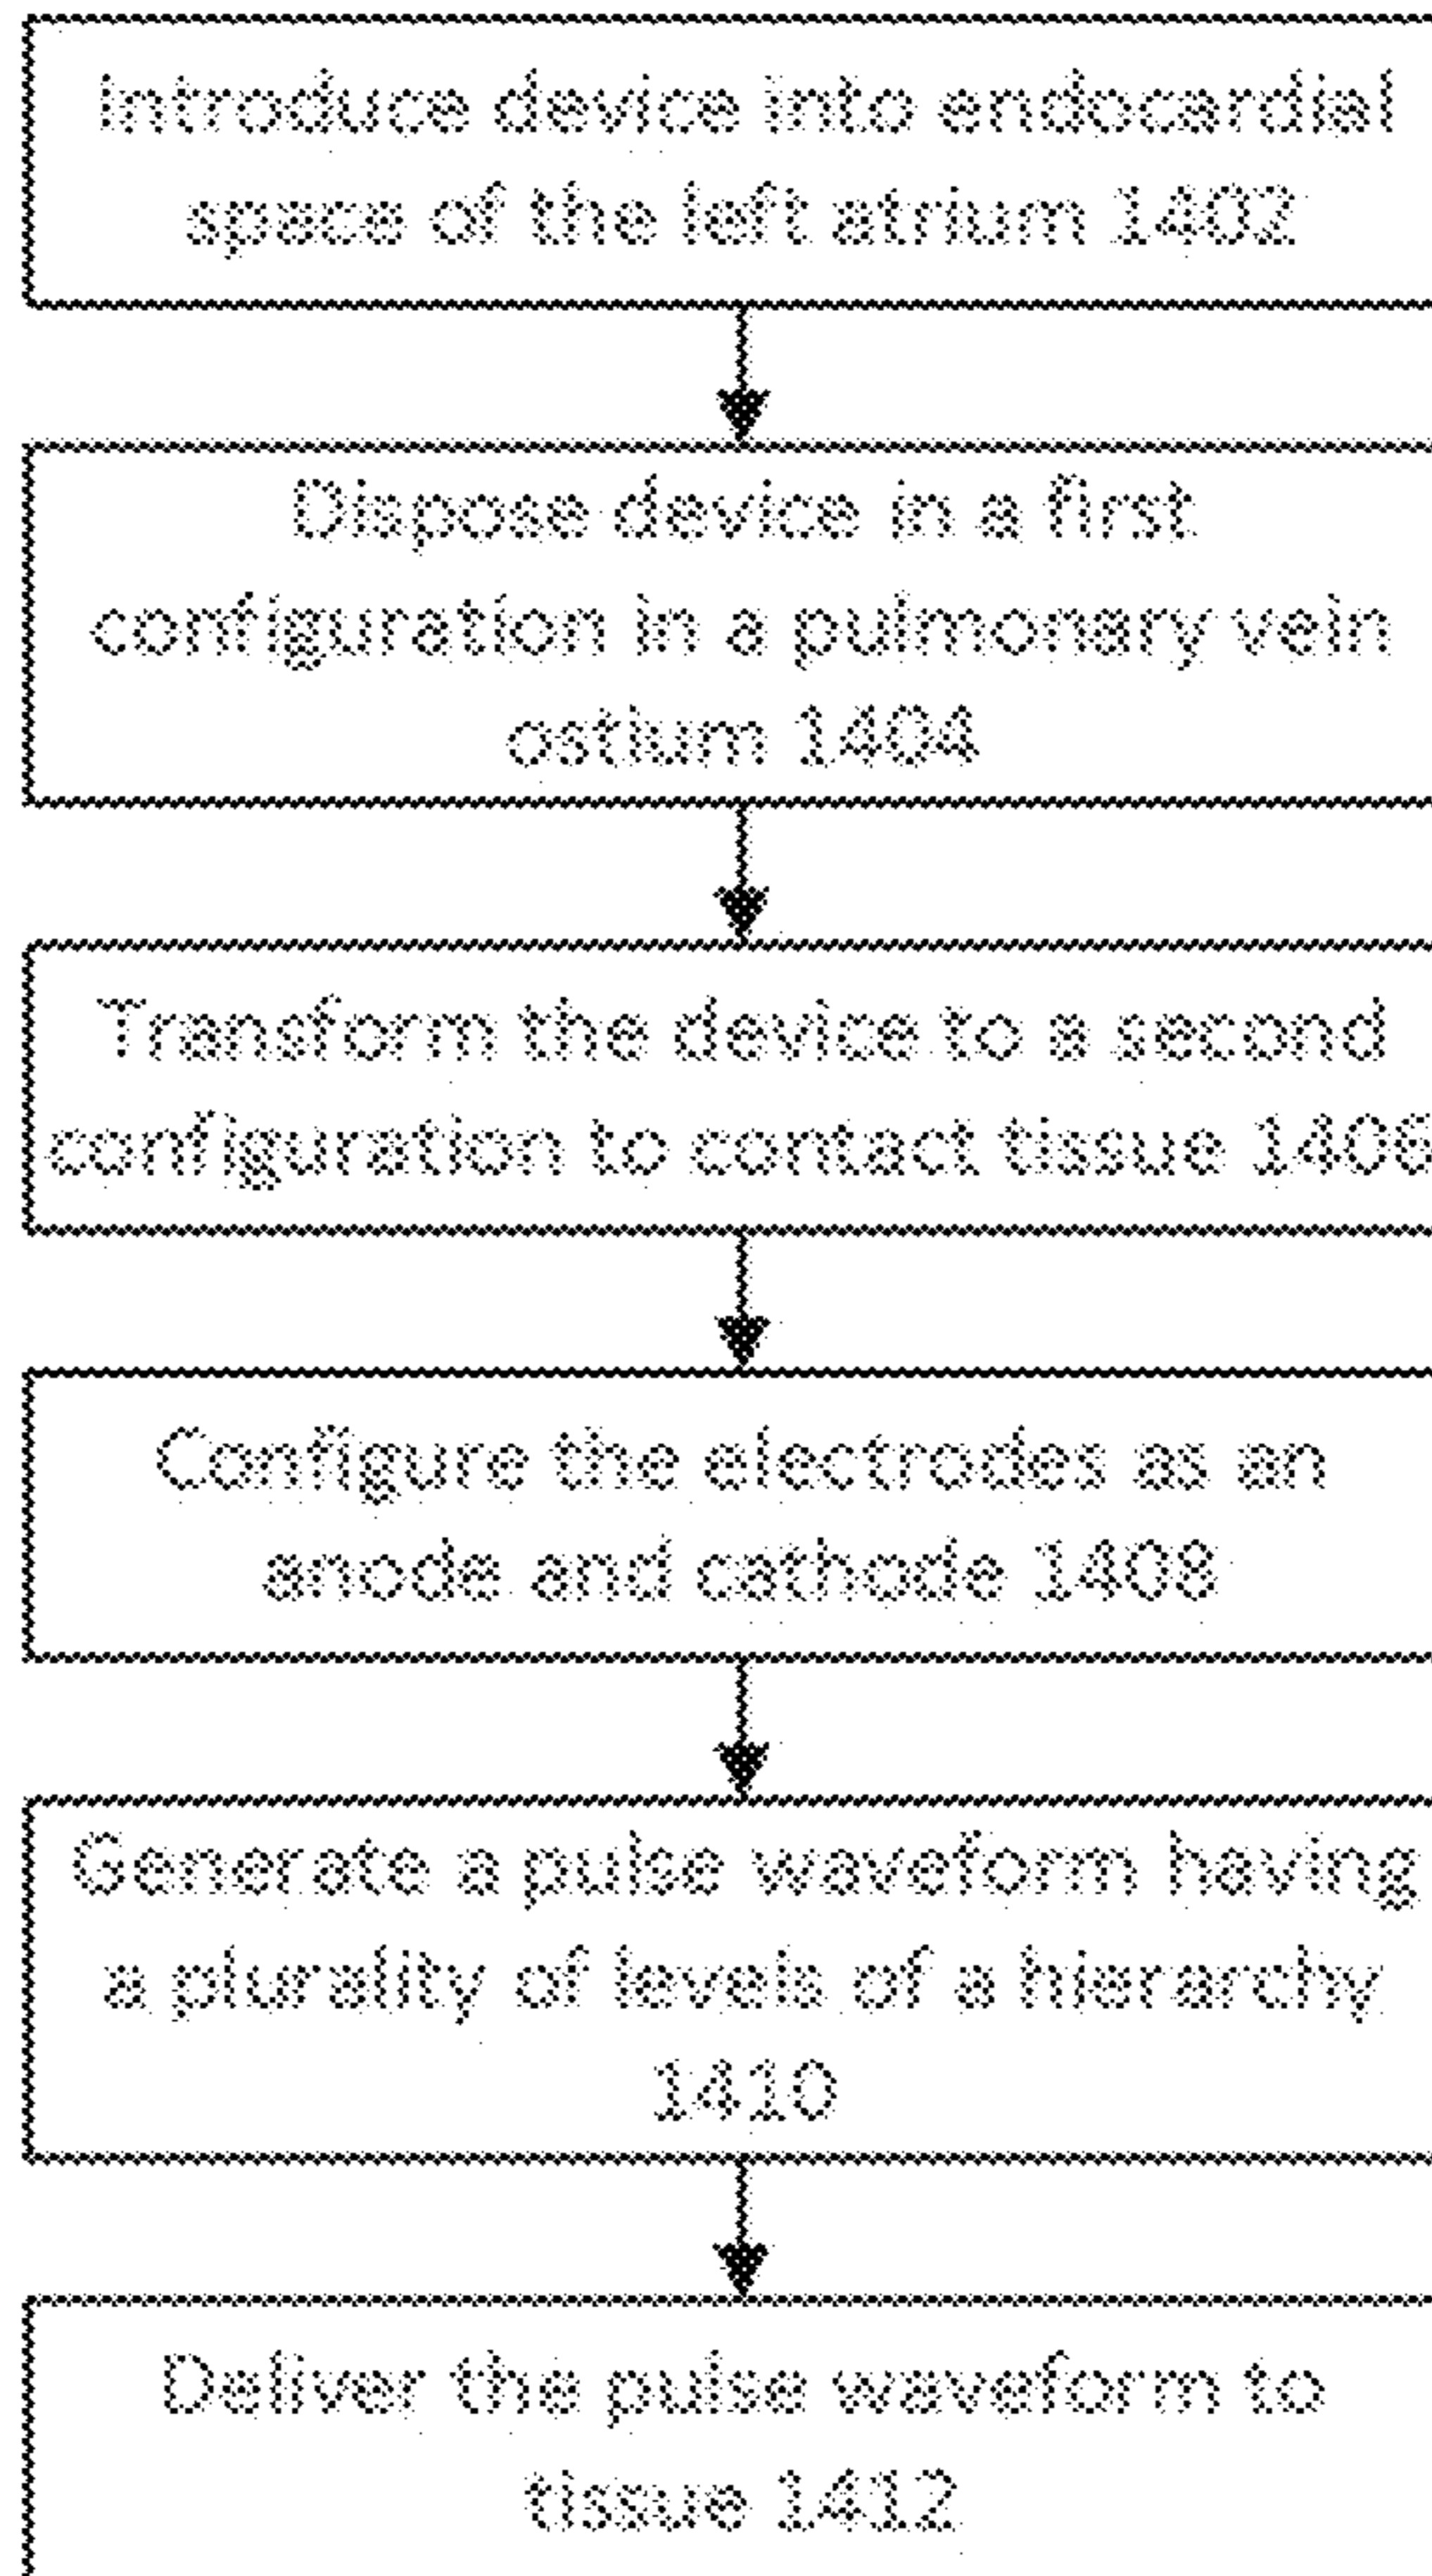 Introduce device into endocardial
space of the left atrium 1402
Dispose device in a first
configuration in a pulmonary vein
ostium 1404
Transform the device to a second
configuration to contact tissue 1406
Configure the electrodes as an
anode and cathode 1408
Generate a pulse waveform having
a plurality of levels of a hierarchy
1410
Deliver the pulse waveform to
tissue 1412